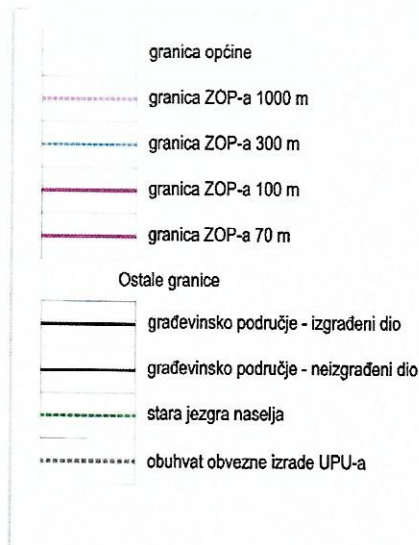 granica općine
granica ZOP-a 1000 m
granica ZOP-a 300 m
granica ZOP-a 100 m
granica ZOP-a 70 m
Ostale granice
građevinsko područje - izgrađeni dio
građevinsko područje - neizgrađeni dio
stara jezgra naselja
obuhvat obvezne izrade UPU-a